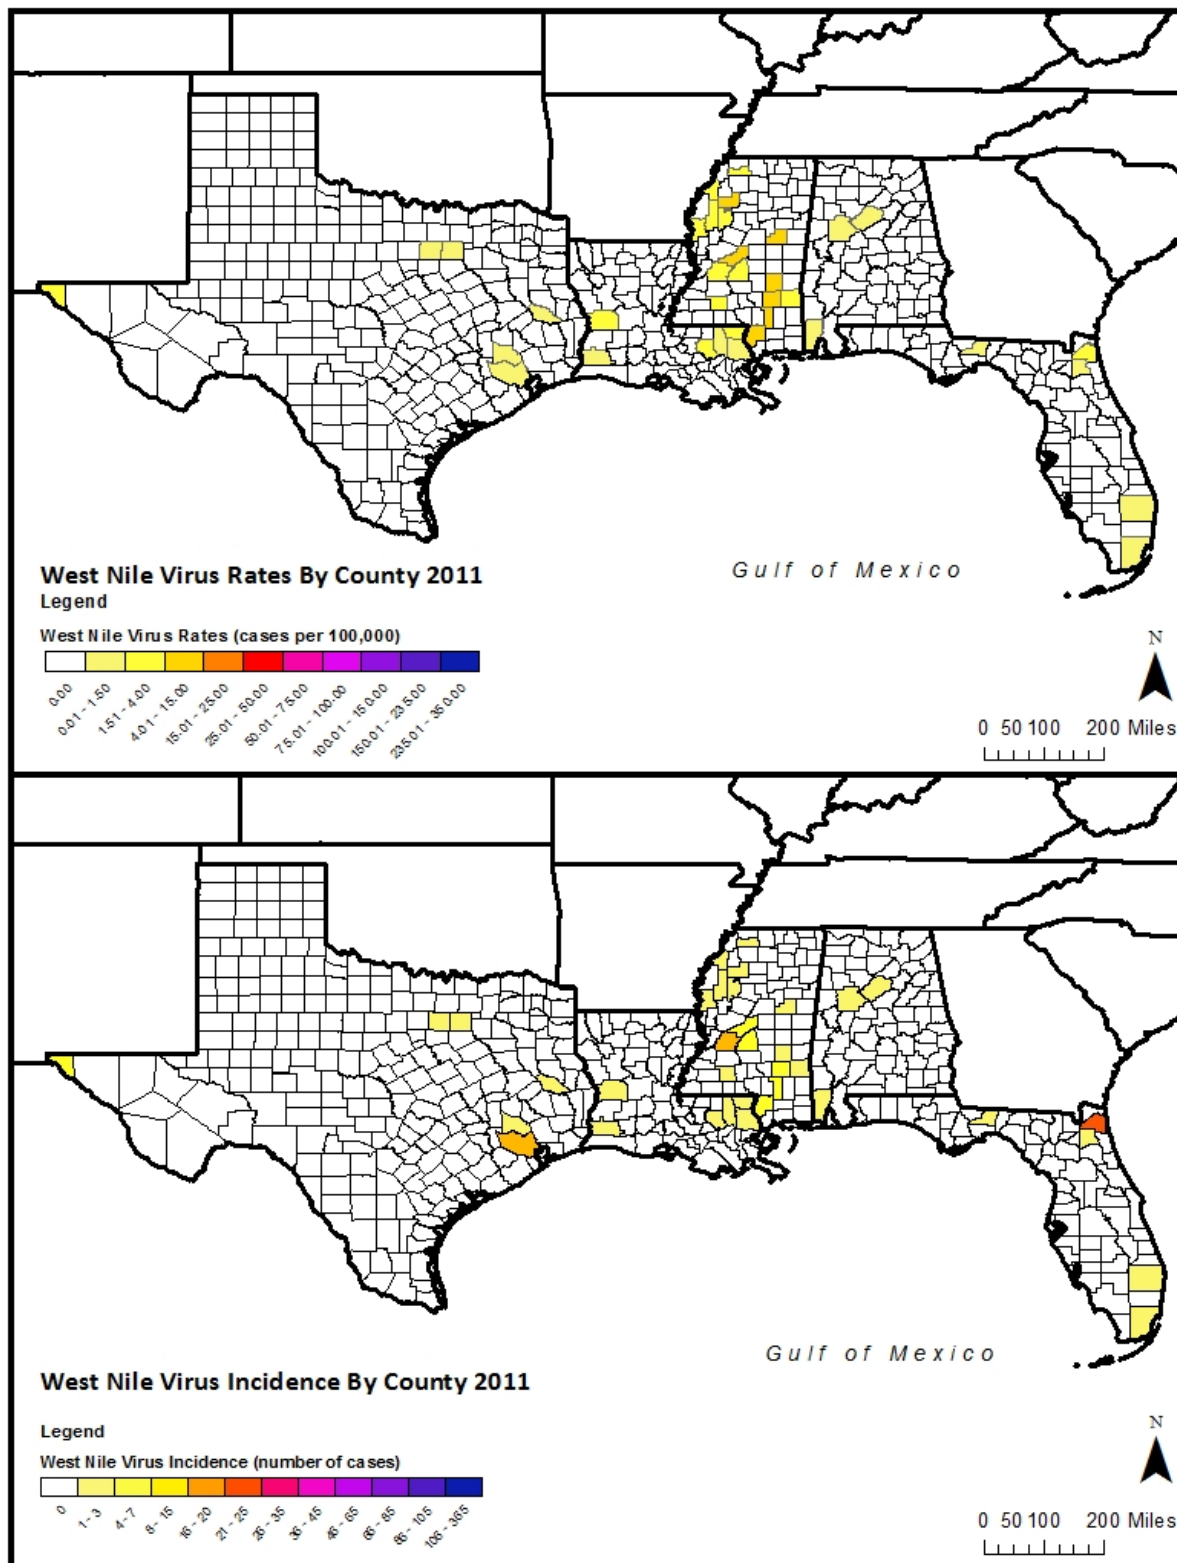 Gulf of Mexico
West Nile Virus Rates By County 2011
Legend
West Nile Virus Rates (cases per 100,000)
0.00
0.01 - 1.50
1.51 - 4.00
4.01 - 15.00
15.01 - 25.00
25.01 - 50.00
50.01 - 75.00
75.01 - 100.00
100.01 - 150.00
150.01 - 235.00
235.01 - 350.00
N
0 50 100 200 Miles
Gulf of Mexico
West Nile Virus Incidence By County 2011
Legend
West Nile Virus Incidence (number of cases)
0
1 - 3
4 - 7
8 - 15
16 - 20
21 - 25
26 - 35
36 - 45
46 - 65
66 - 85
86 - 105
106 - 365
N
0 50 100 200 Miles